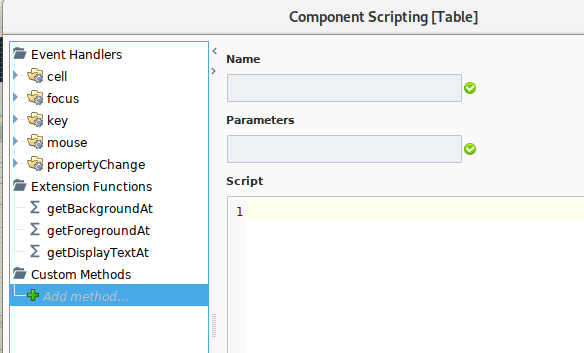 Component Scripting [Table]
Event Handlers
cell
focus
key
mouse
propertyChange
Extension Functions
getBackgroundAt
getForegroundAt
getDisplayTextAt
Custom Methods
Add method...
Name
Parameters
Script
1